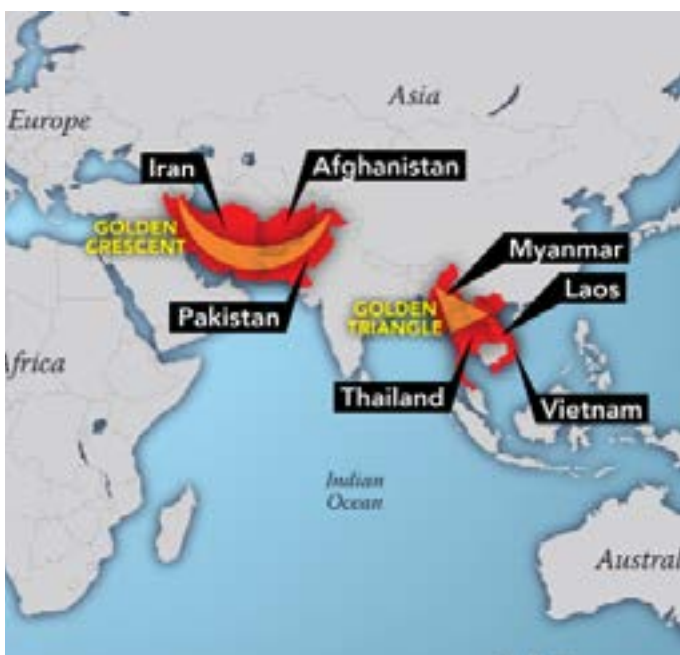 Asia
Europe
Iran
Afghanistan
GOLDEN
CRESCENT
Myanmar
Laos
Pakistan
GOLDEN
TRIANGLE
Africa
Thailand
Vietnam
Indian
Ocean
Austral